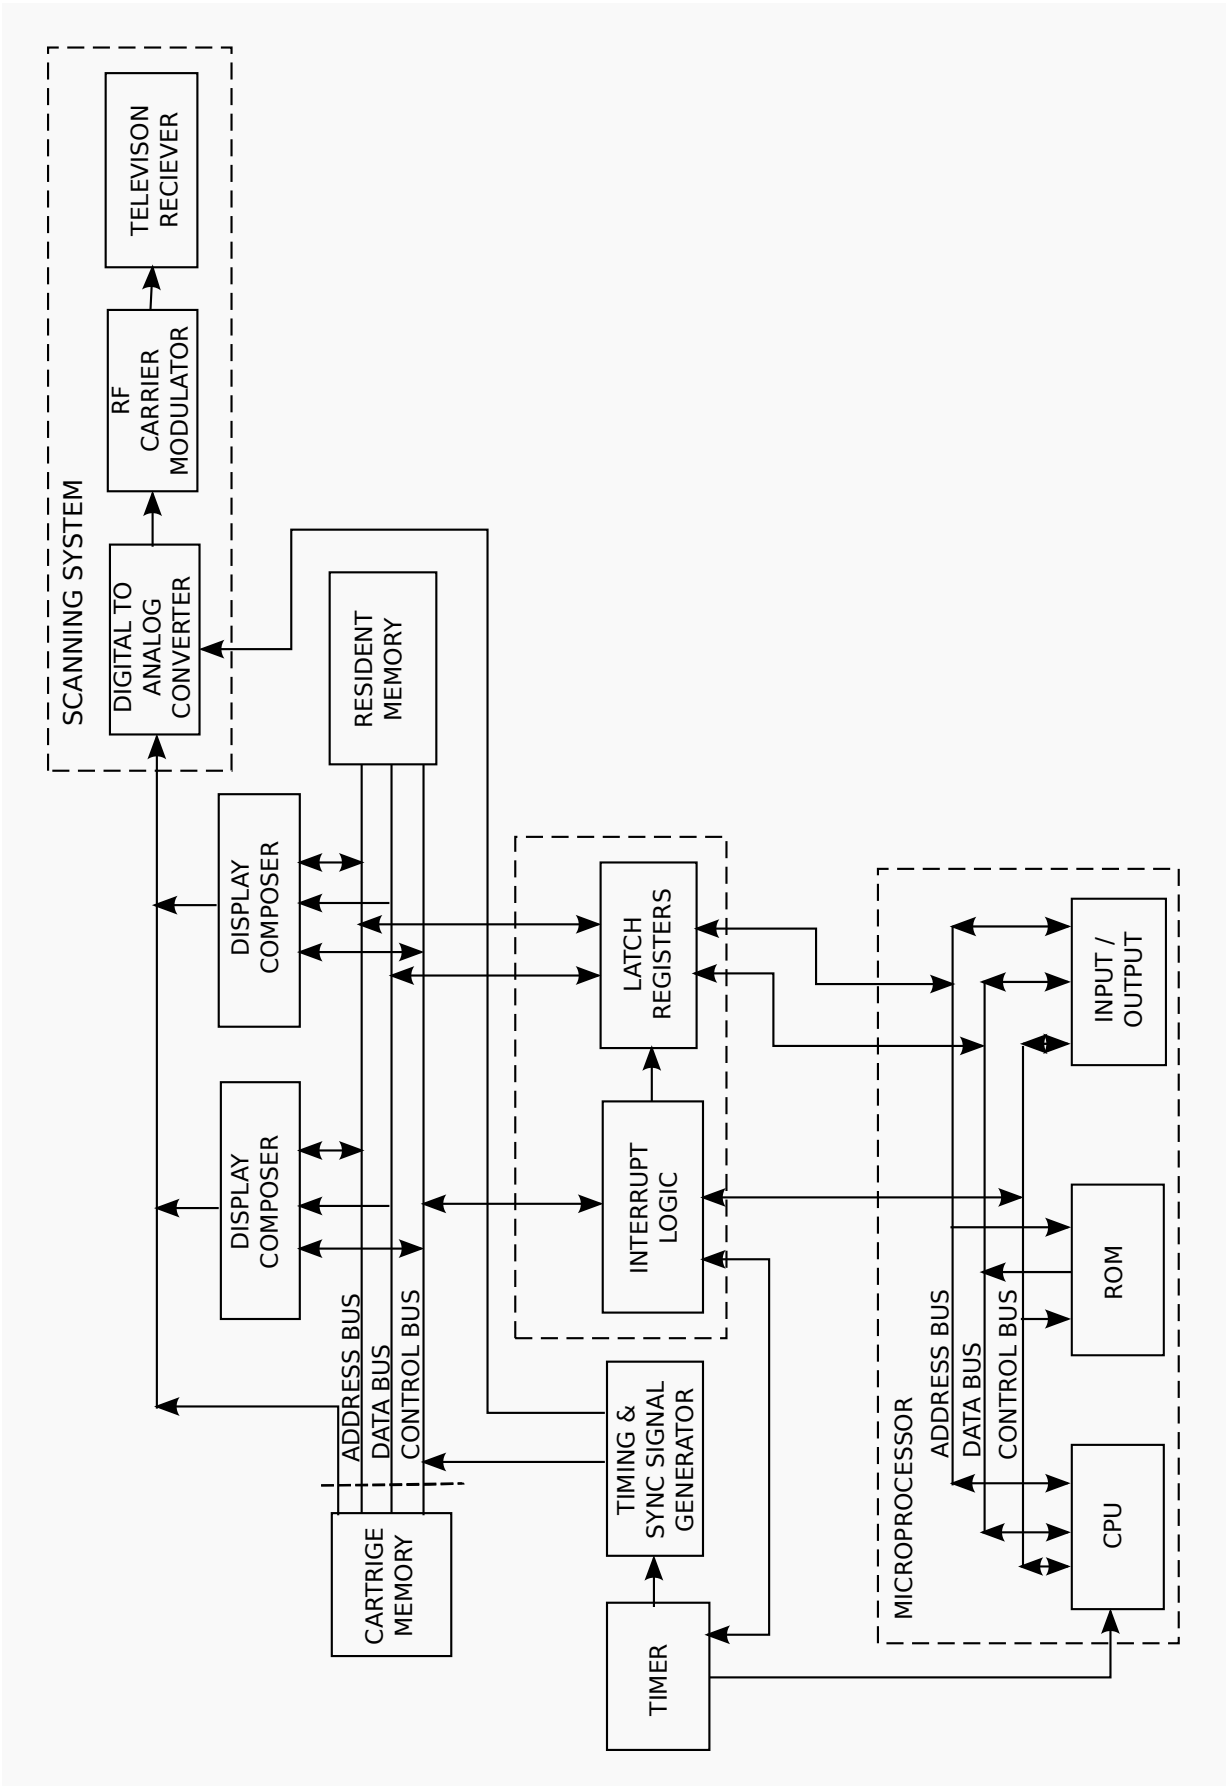 SCANNING SYSTEM
DIGITAL TO
ANALOG
CONVERTER
RF
CARRIER
MODULATOR
TELEVISON
RECIEVER
DISPLAY
COMPOSER
DISPLAY
COMPOSER
CARTRIGE
MEMORY
ADDRESS BUS
DATA BUS
CONTROL BUS
RESIDENT
MEMORY
TIMER
TIMING &
SYNC SIGNAL
GENERATOR
INTERRUPT
LOGIC
LATCH
REGISTERS
MICROPROCESSOR
ADDRESS BUS
DATA BUS
CONTROL BUS
CPU
ROM
INPUT /
OUTPUT